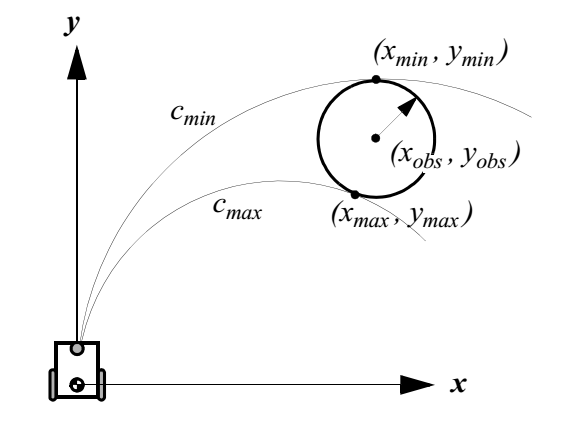 y
(x_min, y_min)
c_min
(x_obs, y_obs)
c_max
(x_max, y_max)
x